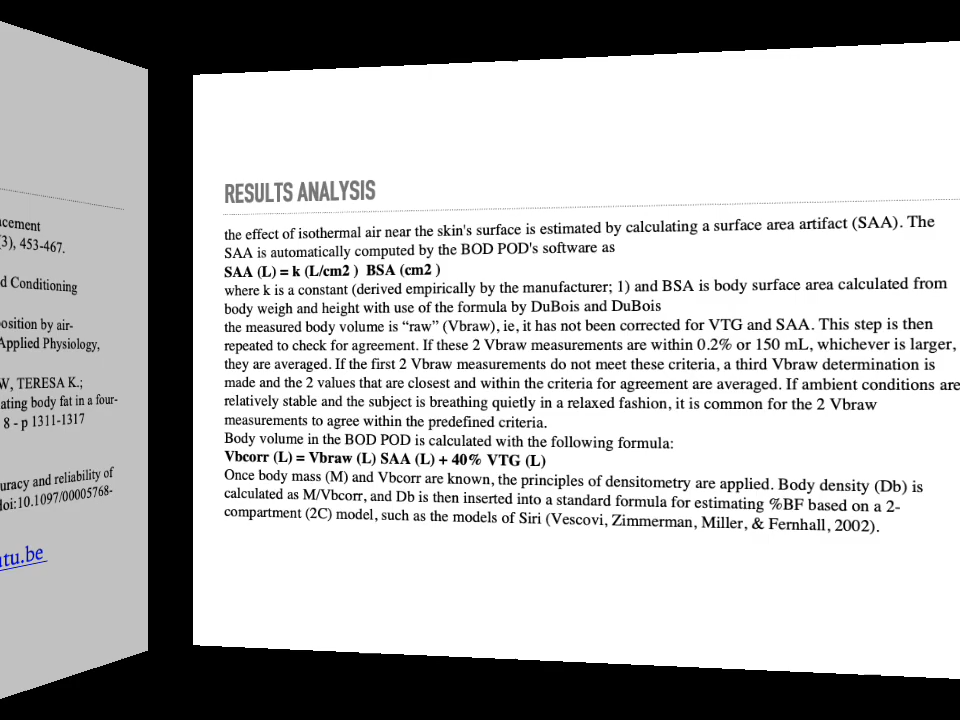 acement
(3), 453-467.
d Conditioning
osition by air-
Applied Physiology,
W, TERESA K.;
ating body fat in a four-
8 - p 1311-1317
uracy and reliability of
doi:10.1097/00005768-
utu.be
RESULTS ANALYSIS
the effect of isothermal air near the skin's surface is estimated by calculating a surface area artifact (SAA). The
SAA is automatically computed by the BOD POD's software as
SAA (L) = k (L/cm2 ) BSA (cm2 )
where k is a constant (derived empirically by the manufacturer; 1) and BSA is body surface area calculated from
body weigh and height with use of the formula by DuBois and DuBois
the measured body volume is “raw” (Vbraw), ie, it has not been corrected for VTG and SAA. This step is then
repeated to check for agreement. If these 2 Vbraw measurements are within 0.2% or 150 mL, whichever is larger,
they are averaged. If the first 2 Vbraw measurements do not meet these criteria, a third Vbraw determination is
made and the 2 values that are closest and within the criteria for agreement are averaged. If ambient conditions are
relatively stable and the subject is breathing quietly in a relaxed fashion, it is common for the 2 Vbraw
measurements to agree within the predefined criteria.
Body volume in the BOD POD is calculated with the following formula:
Vbcorr (L) = Vbraw (L) SAA (L) + 40% VTG (L)
Once body mass (M) and Vbcorr are known, the principles of densitometry are applied. Body density (Db) is
calculated as M/Vbcorr, and Db is then inserted into a standard formula for estimating %BF based on a 2-
compartment (2C) model, such as the models of Siri (Vescovi, Zimmerman, Miller, & Fernhall, 2002).